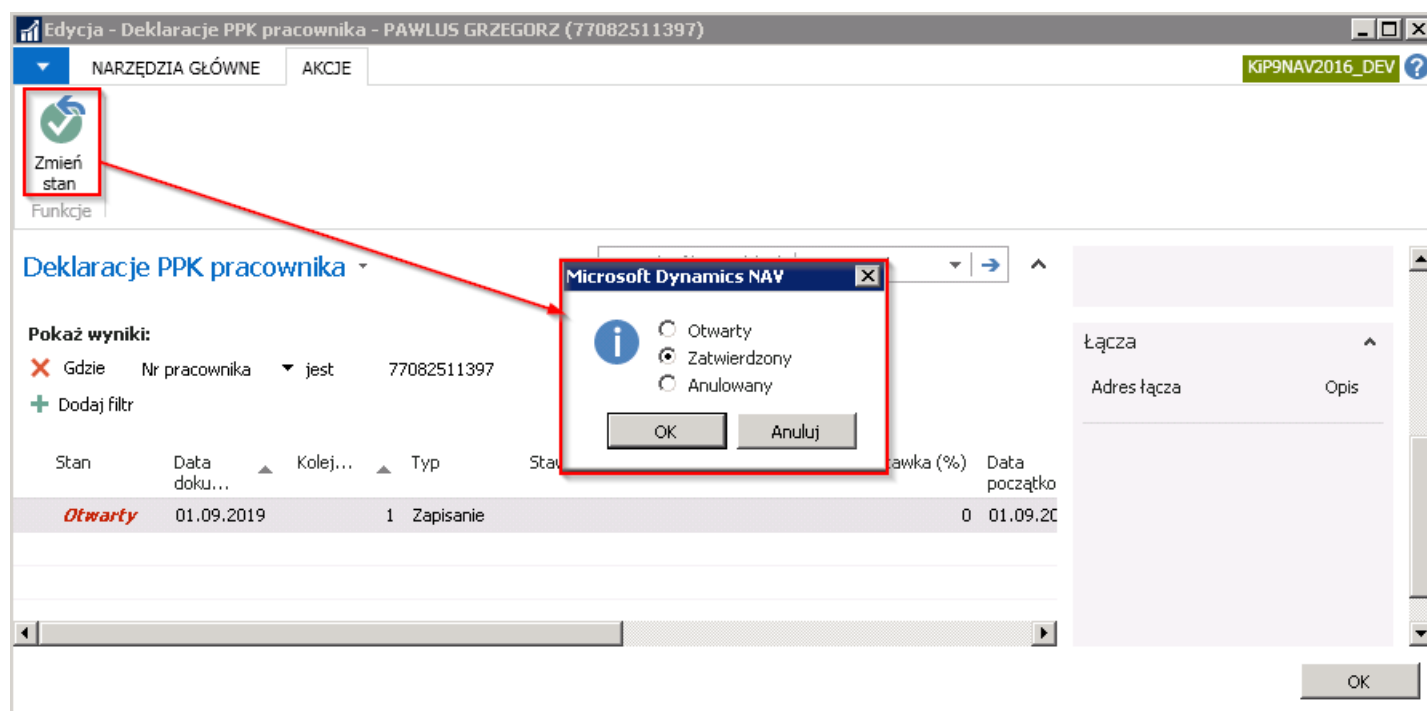 Edycja - Deklaracje PPK pracownika - PAWLUS GRZEGORZ (77082511397)
NARZĘDZIA GŁÓWNE AKCJE
KiP9NAV2016_DEV
Zmień
stan
Funkcje
Deklaracje PPK pracownika
Microsoft Dynamics NAV
Otwarty
Zatwierdzony
Anulowany
OK Anuluj
Pokaż wyniki:
Gdzie Nr pracownika jest 77082511397
Dodaj filtr
Łącza
Adres łącza Opis
Stan Data doku... Kolej... Typ (%) Data początko
Otwarty 01.09.2019 1 Zapisanie 0 01.09.20
OK